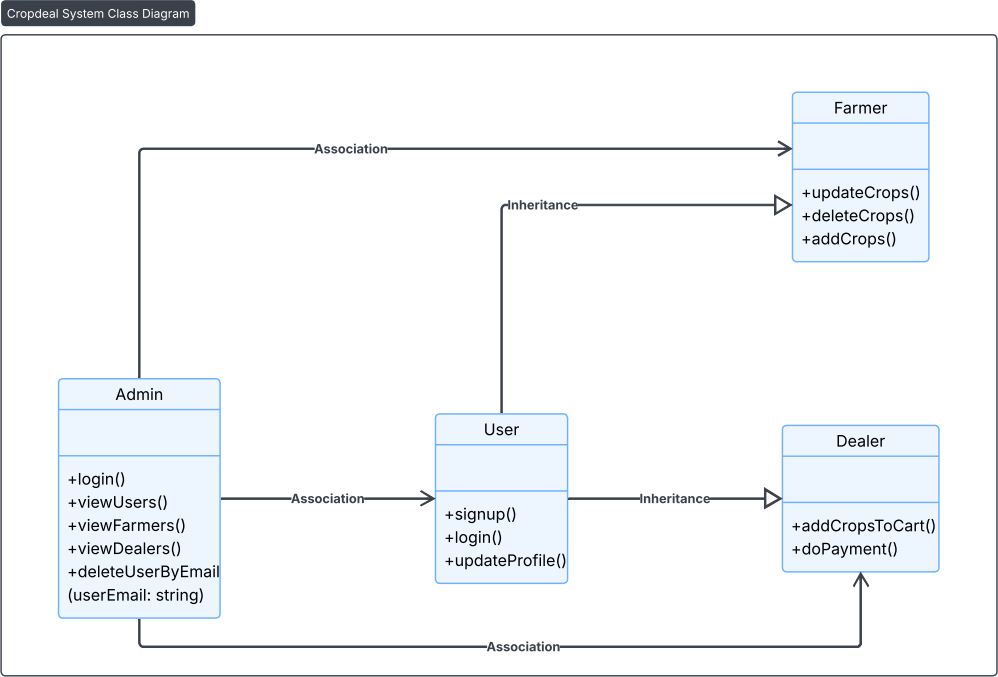 Cropdeal System Class Diagram
Farmer
+updateCrops()
+deleteCrops()
+addCrops()
Association
Inheritance
Admin
+login()
+viewUsers()
+viewFarmers()
+viewDealers()
+deleteUserByEmail
(userEmail: string)
Association
User
+signup()
+login()
+updateProfile()
Inheritance
Dealer
+addCropsToCart()
+doPayment()
Association